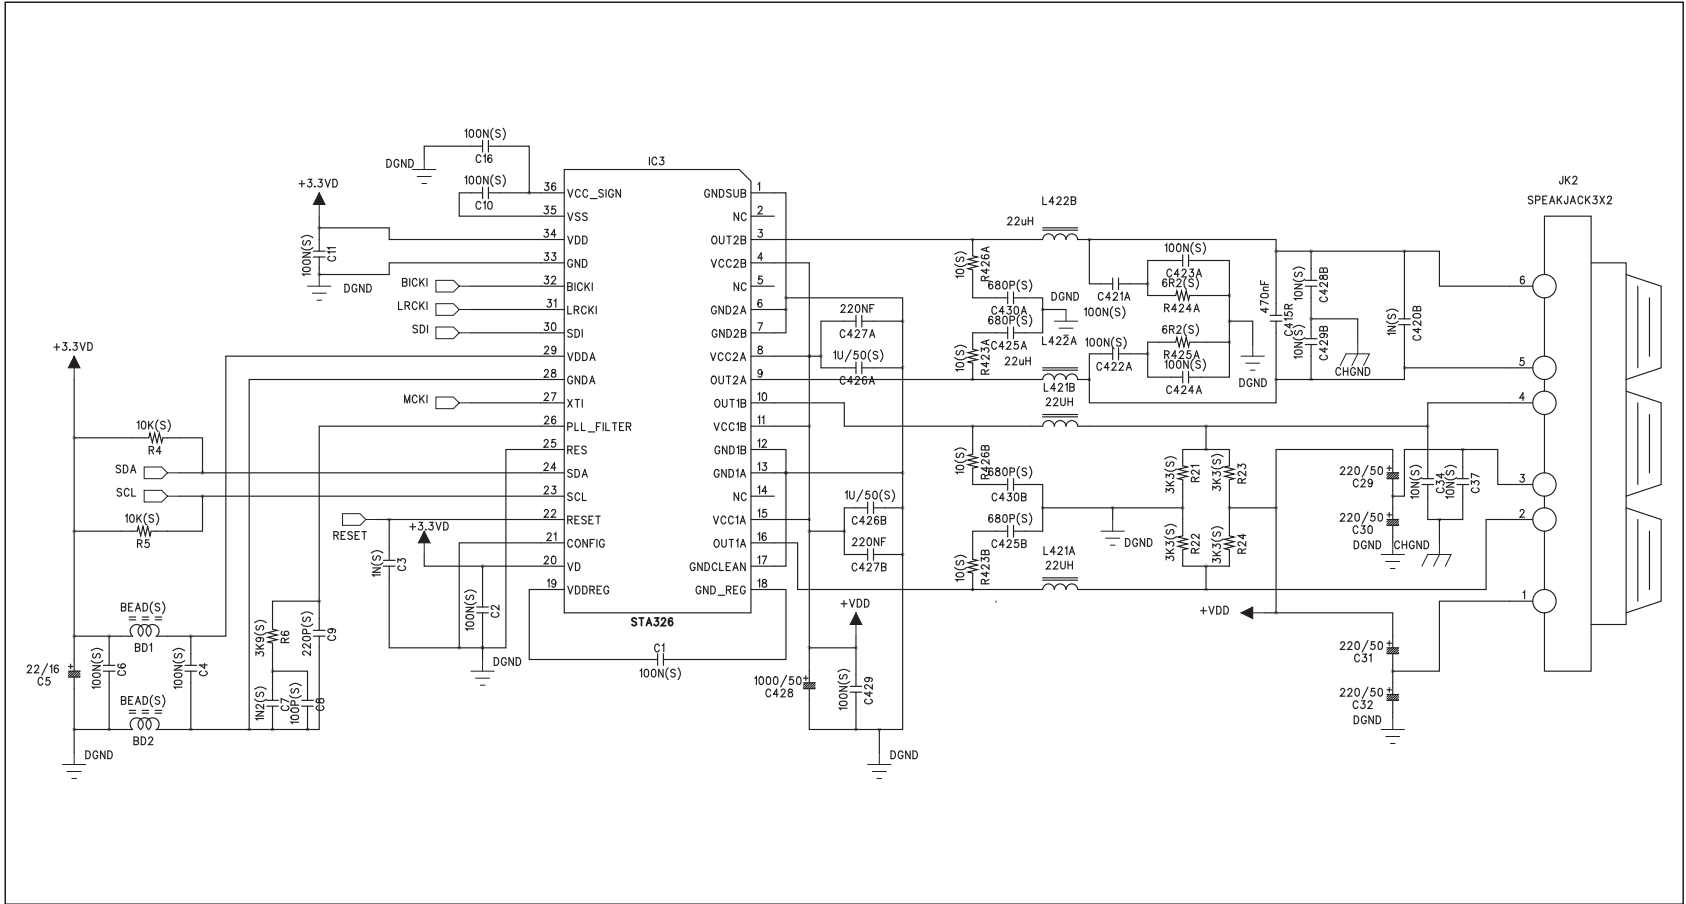 100N(S)
C16
DGND
100N(S)
C10
+3.3VD
100N(S)
C11
DGND
BICKI
LRCKI
SDI
MCKI
+3.3VD
10K(S)
R4
SDA
SCL
10K(S)
R5
RESET
+3.3VD
1N(S)
C3
100N(S)
C2
DGND
BEAD(S)
BD1
22/16
C5
100N(S)
C6
100N(S)
C4
BEAD(S)
BD2
DGND
3K9(S)
R6
220P(S)
C9
1N2(S)
C7
100P(S)
C8
IC3
36 VCC_SIGN
35 VSS
34 VDD
33 GND
32 BICKI
31 LRCKI
30 SDI
29 VDDA
28 GNDA
27 XTI
26 PLL_FILTER
25 RES
24 SDA
23 SCL
22 RESET
21 CONFIG
20 VD
19 VDDREG
GNDSUB 1
NC 2
OUT2B 3
VCC2B 4
NC 5
GND2A 6
GND2B 7
VCC2A 8
OUT2A 9
OUT1B 10
VCC1B 11
GND1B 12
GND1A 13
NC 14
VCC1A 15
OUT1A 16
GNDCLEAN 17
GND_REG 18
STA326
C1
100N(S)
220NF
C427A
1U/50(S)
C426A
1U/50(S)
C426B
220NF
C427B
+VDD
1000/50
+
C428
100N(S)
C429
DGND
L422B
22uH
10(S)
R426A
680P(S)
C430A
DGND
680P(S)
C425A
L422A
22uH
10(S)
R423A
L421B
22UH
C421A
100N(S)
100N(S)
C423A
6R2(S)
R424A
100N(S)
C422A
6R2(S)
R425A
100N(S)
C424A
DGND
470nF
C415R
10N(S)
C428B
10N(S)
C429B
CHGND
1N(S)
C420B
10(S)
R426B
680P(S)
C430B
680P(S)
C425B
10(S)
R423B
DGND
L421A
22UH
3K3(S)
R21
3K3(S)
R23
3K3(S)
R22
3K3(S)
R24
220/50
+
C29
220/50
+
C30
DGND
CHGND
10N(S)
C34
10N(S)
C37
+VDD
220/50
+
C31
220/50
+
C32
DGND
JK2
SPEAKJACK3X2
6
5
4
3
2
1